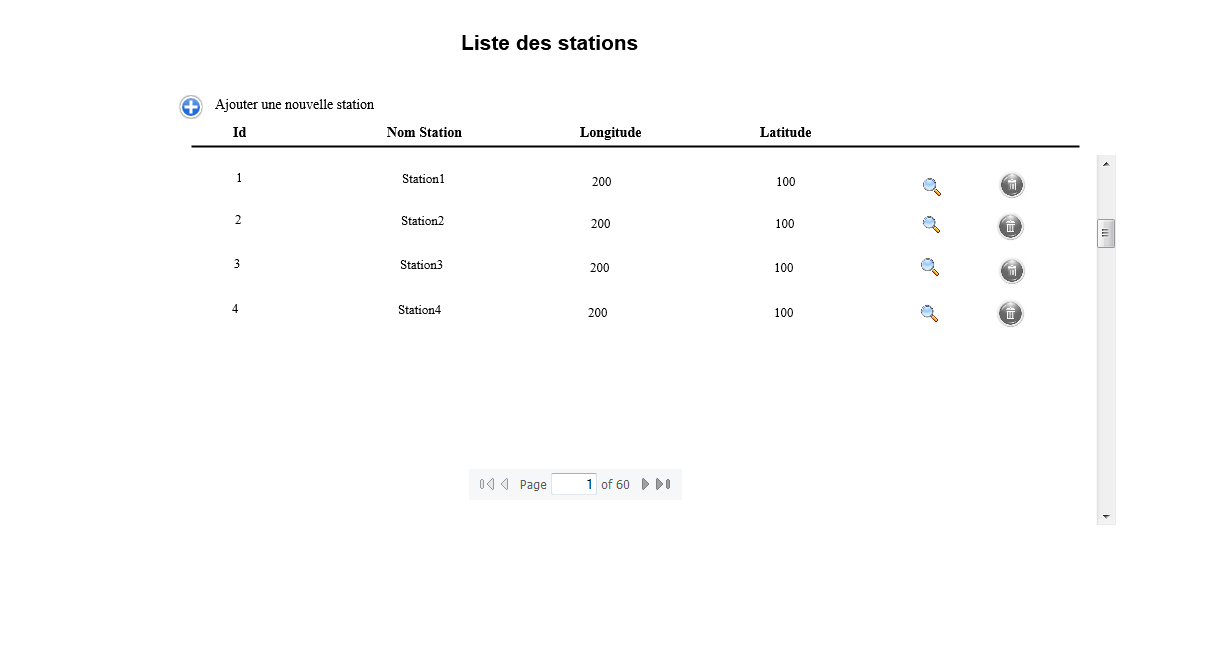 Liste des stations
Ajouter une nouvelle station
Id Nom Station Longitude Latitude
1 Station1 200 100
2 Station2 200 100
3 Station3 200 100
4 Station4 200 100
Page 1 of 60